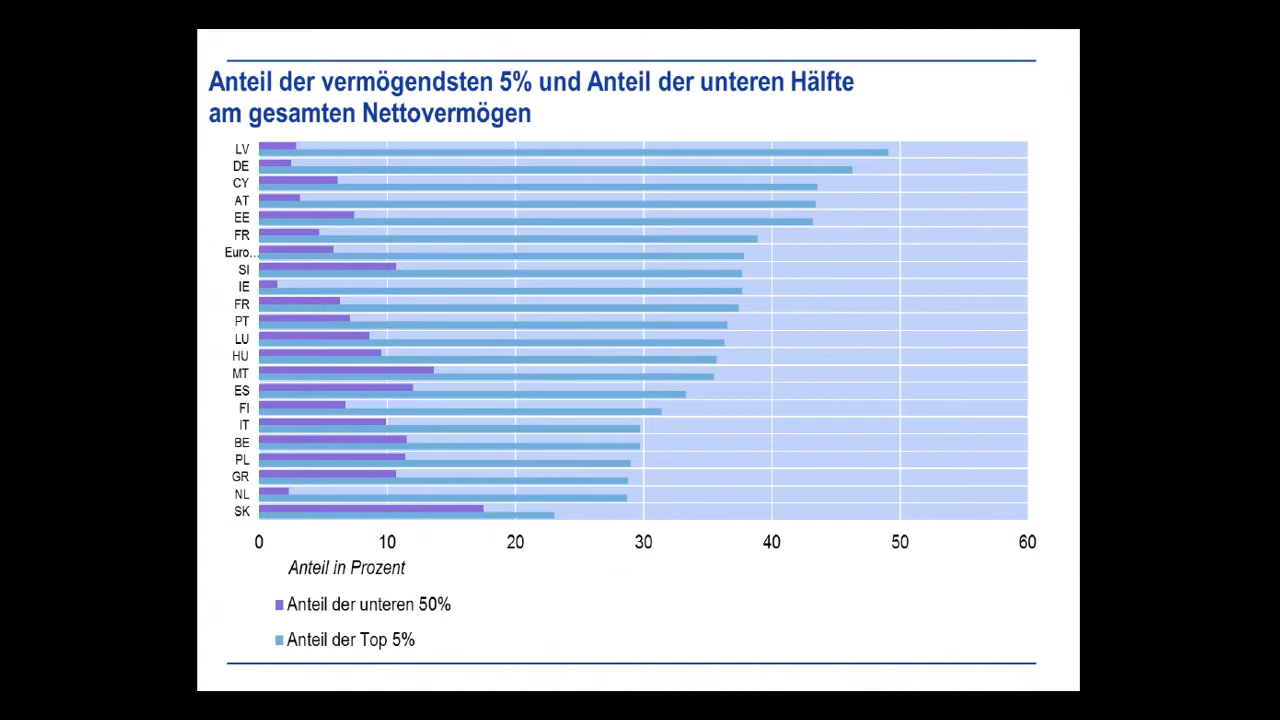 Anteil der vermögendsten 5% und Anteil der unteren Hälfte
am gesamten Nettovermögen
LV
DE
CY
AT
EE
FR
Euro...
SI
IE
FR
PT
LU
HU
MT
ES
FI
IT
BE
PL
GR
NL
SK
0 10 20 30 40 50 60
Anteil in Prozent
Anteil der unteren 50%
Anteil der Top 5%